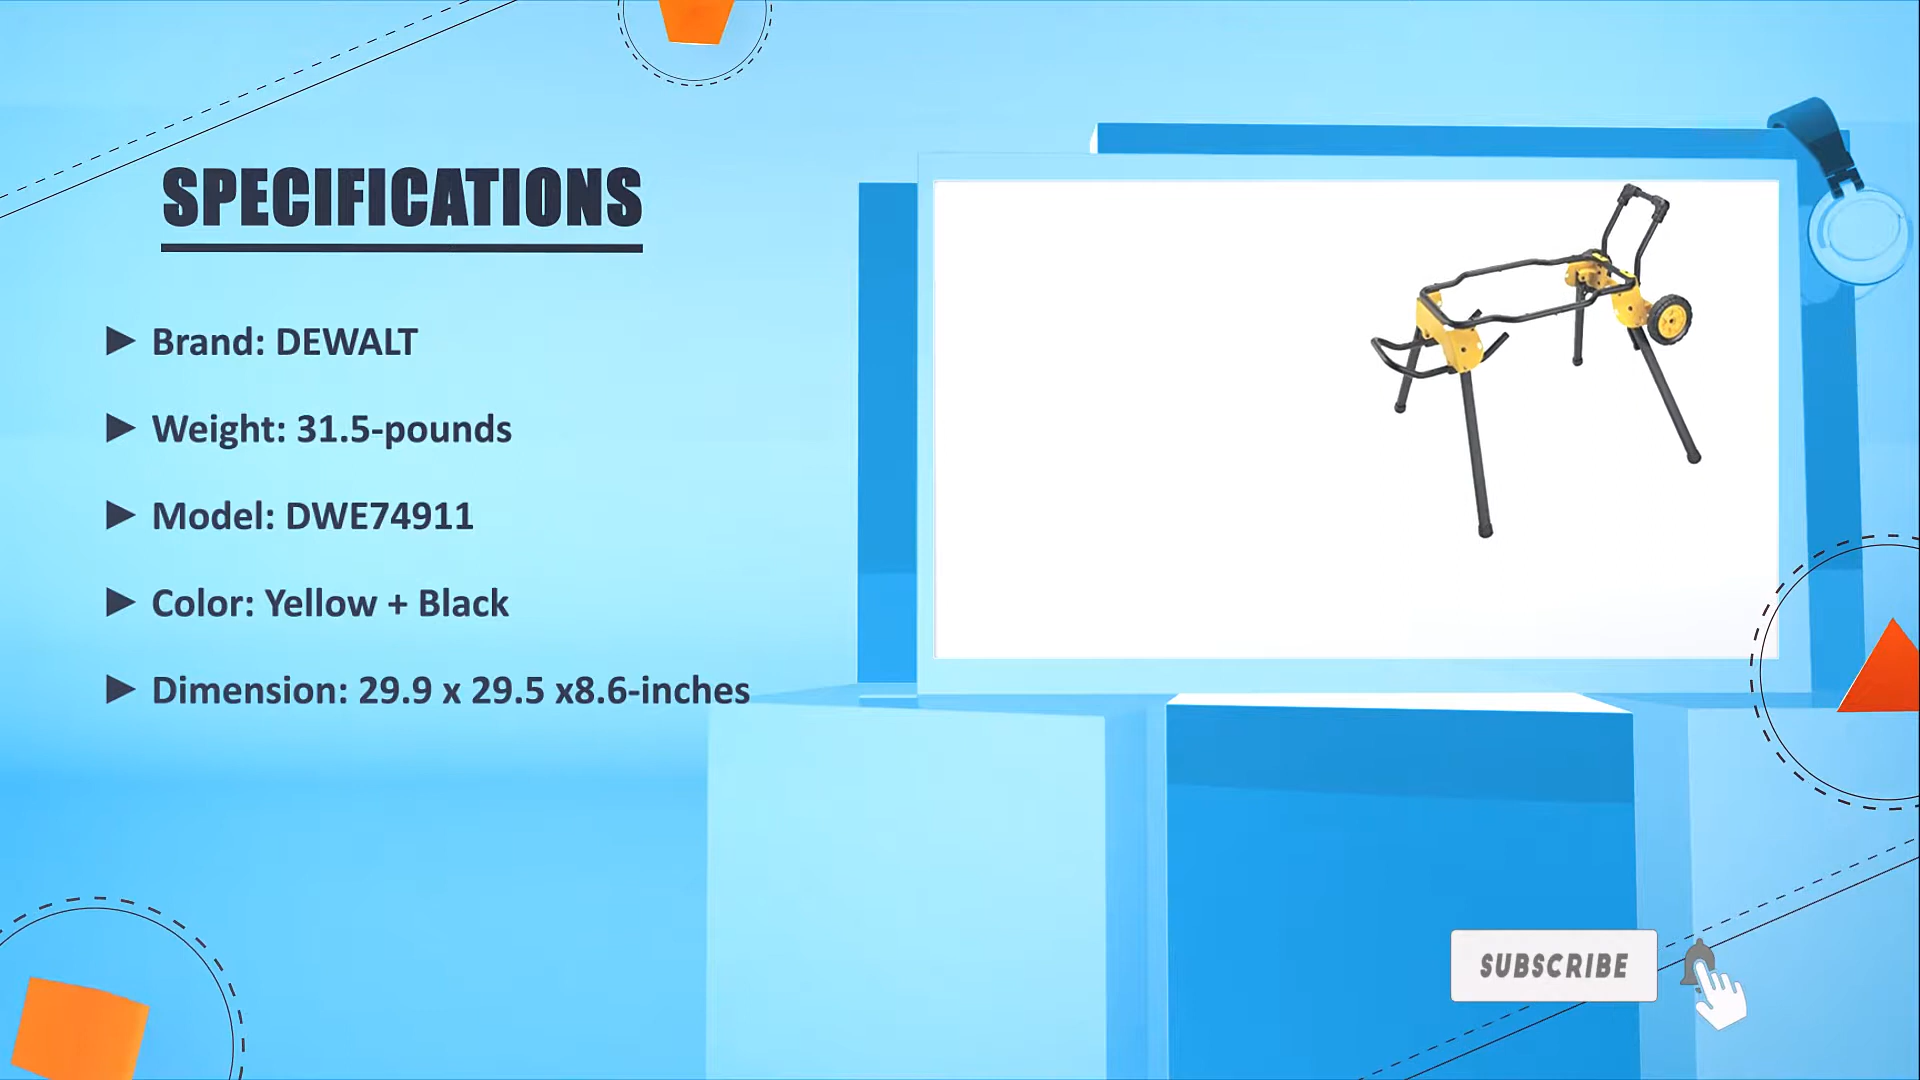 SPECIFICATIONS
Brand: DEWALT
Weight: 31.5-pounds
Model: DWE74911
Color: Yellow + Black
Dimension: 29.9 x 29.5 x8.6-inches
SUBSCRIBE